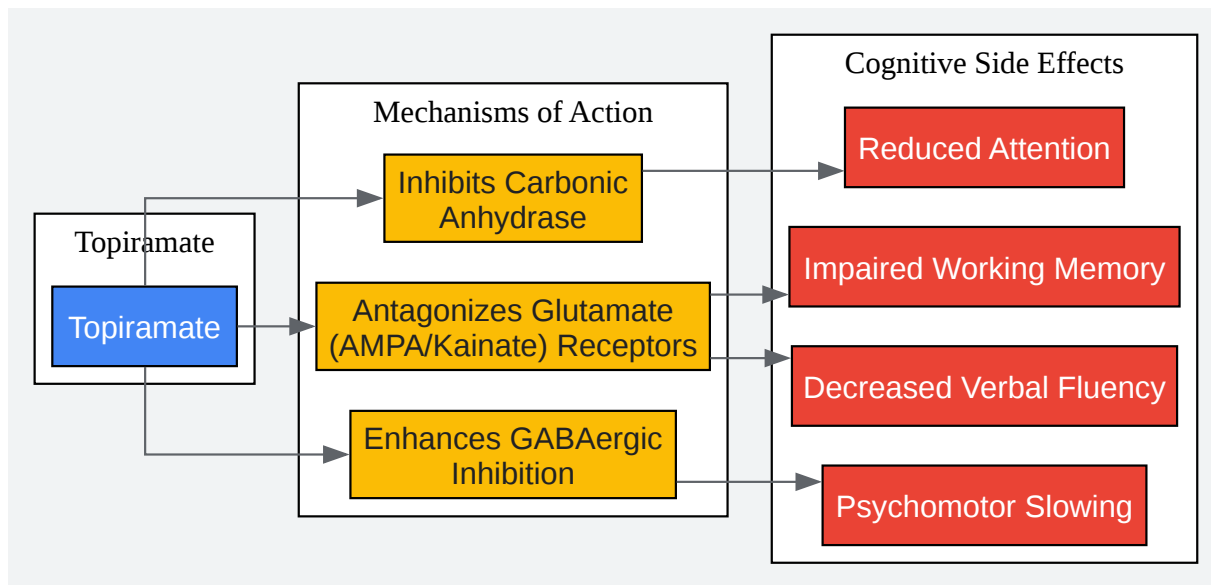 Topiramate
Topiramate
Mechanisms of Action
Inhibits Carbonic
Anhydrase
Antagonizes Glutamate
(AMPA/Kainate) Receptors
Enhances GABAergic
Inhibition
Cognitive Side Effects
Reduced Attention
Impaired Working Memory
Decreased Verbal Fluency
Psychomotor Slowing